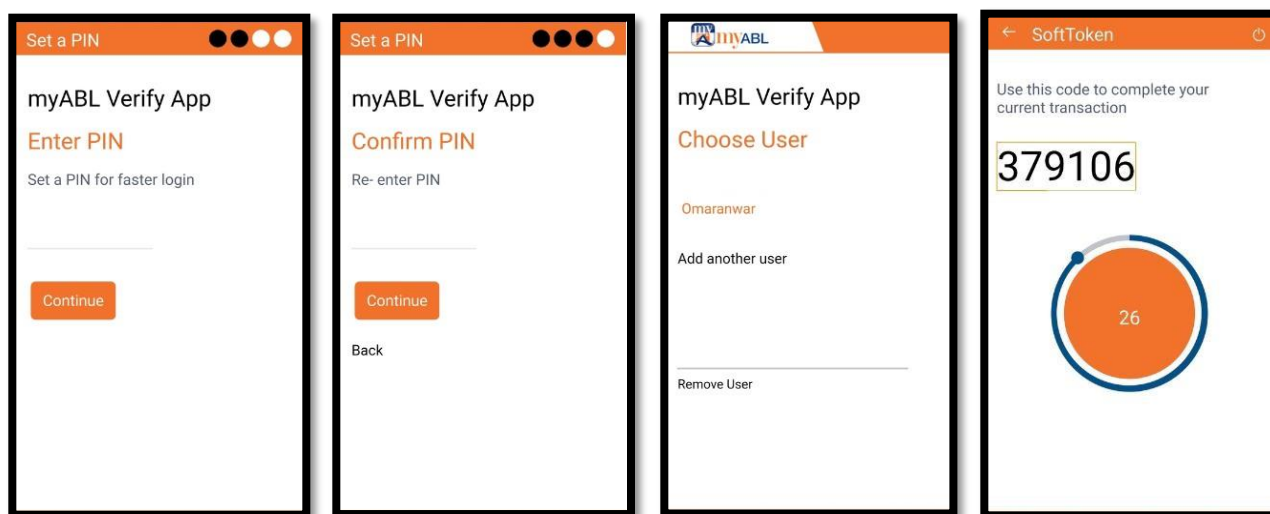 Set a PIN
myABL Verify App
Enter PIN
Set a PIN for faster login
Continue
Set a PIN
myABL Verify App
Confirm PIN
Re- enter PIN
Continue
Back
myABL
myABL Verify App
Choose User
Omaranwar
Add another user
Remove User
SoftToken
Use this code to complete your
current transaction
379106
26